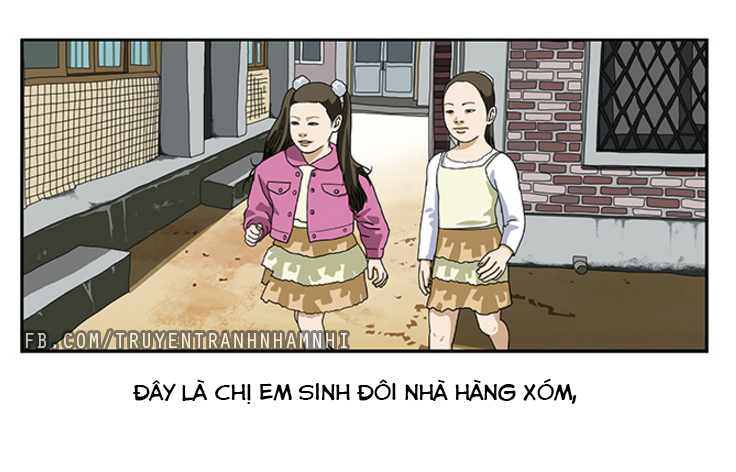 FB.COM/TRUYENTRANHNHAMNHI
ĐÂY LÀ CHỊ EM SINH ĐÔI NHÀ HÀNG XÓM,